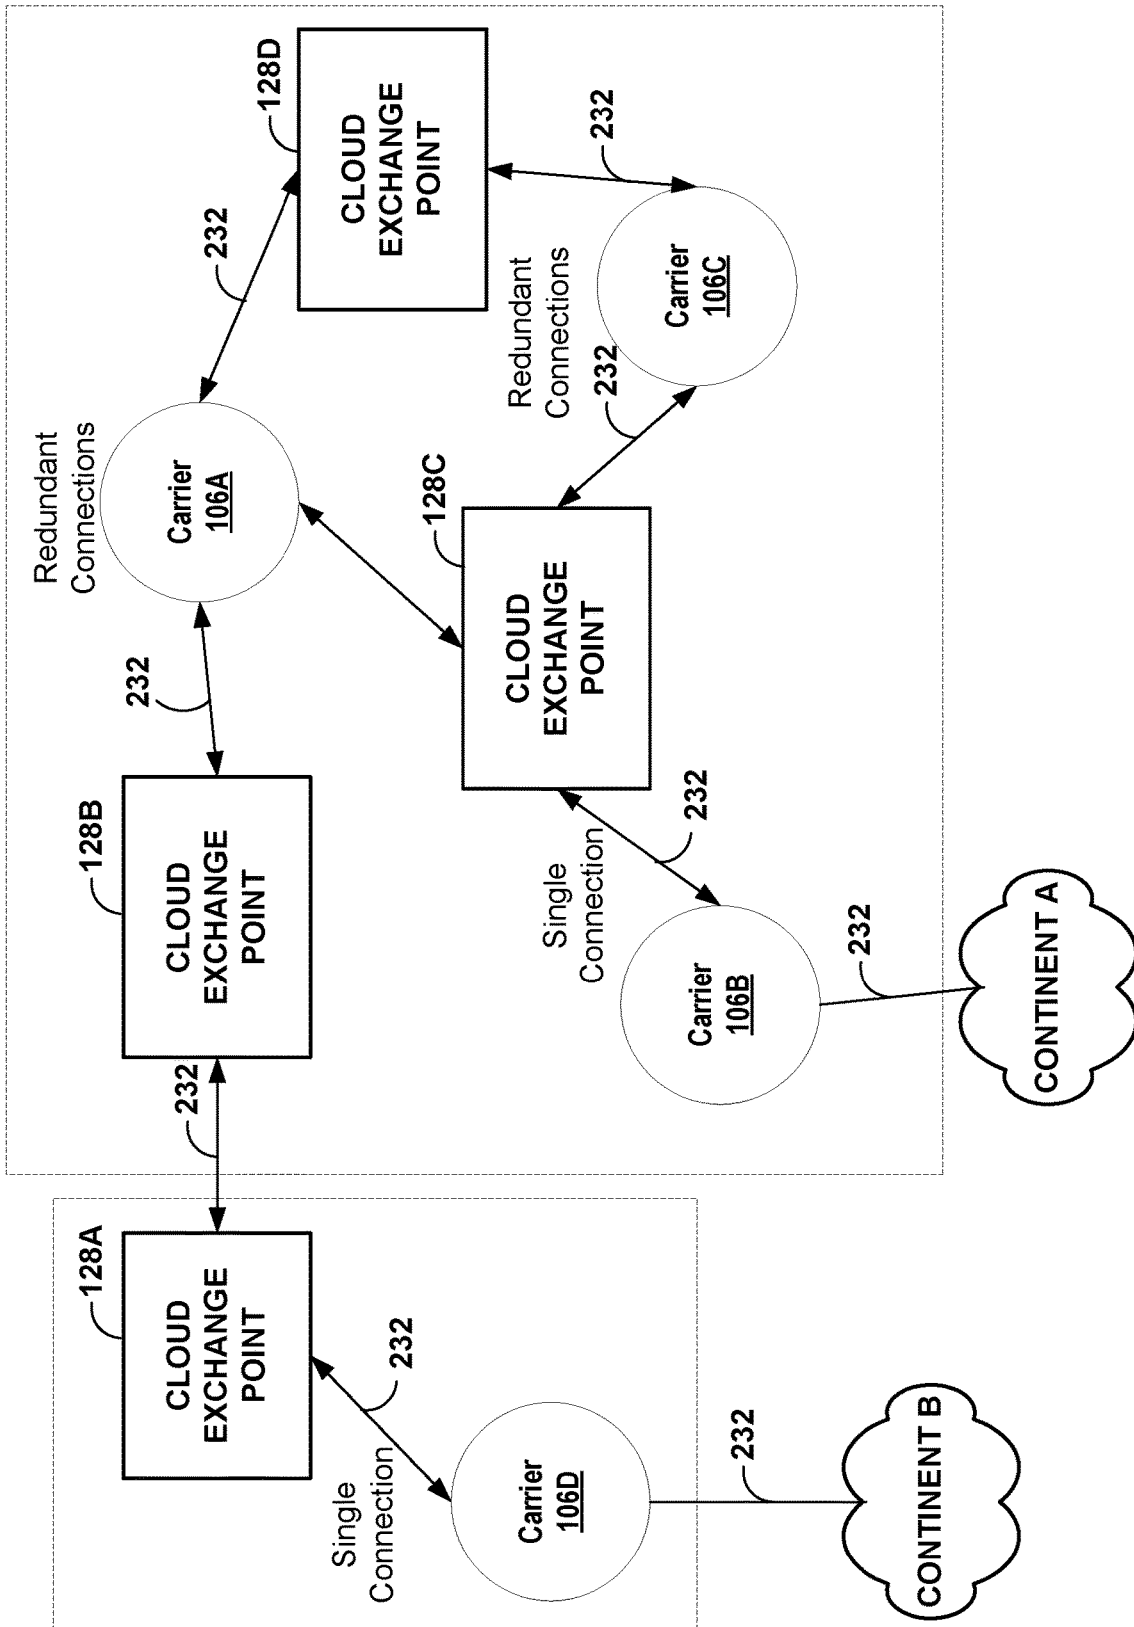 Redundant
Connections
128A
128B
232
CLOUD
EXCHANGE
POINT
232
CLOUD
EXCHANGE
POINT
Carrier
106A
232
128D
CLOUD
EXCHANGE
POINT
Single
Connection
232
128C
Redundant
Connections
Carrier
106D
CLOUD
EXCHANGE
POINT
Single
Connection
232
232
Carrier
106C
232
Carrier
106B
232
232
CONTINENT B
232
CONTINENT A